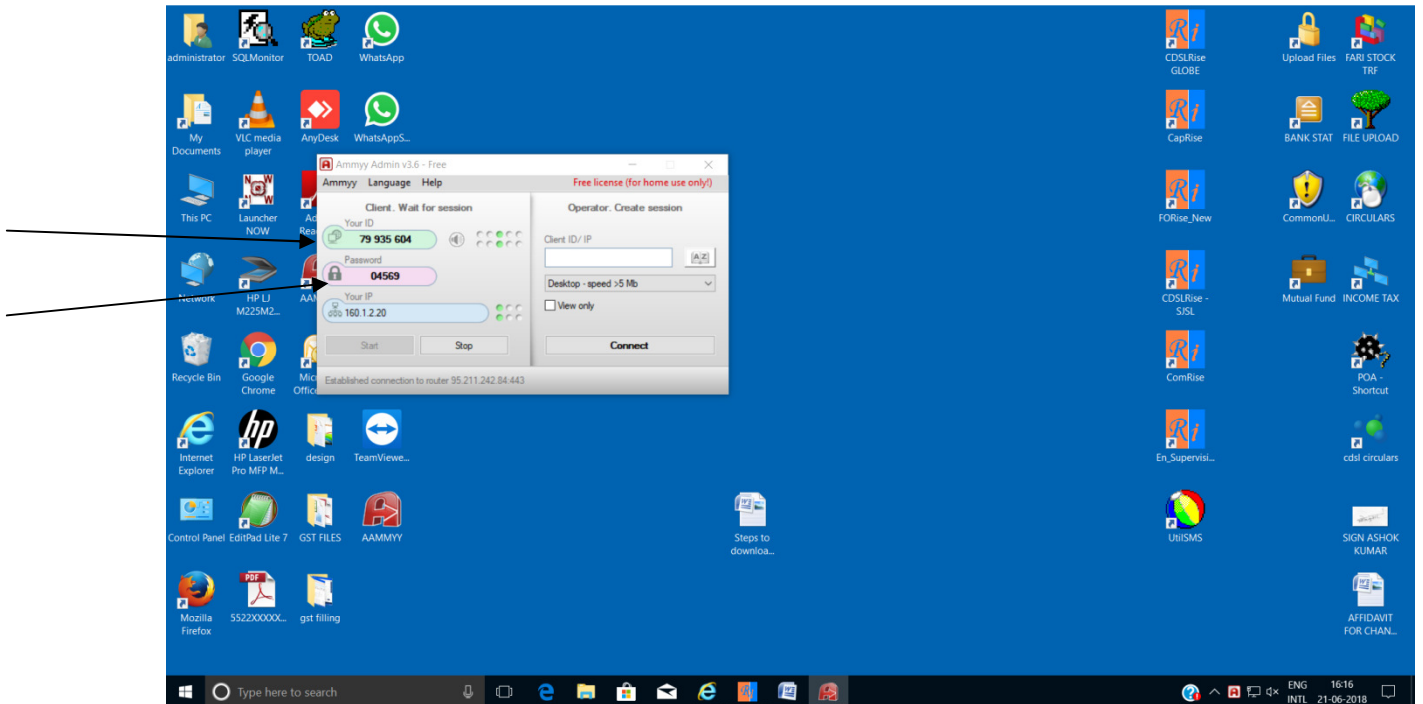 administrator
SQLMonitor
TOAD
WhatsApp
CDSLRise
GLOBE
Upload Files
FARI STOCK
TRF
My
Documents
VLC media
player
AnyDesk
WhatsAppS...
CapRise
BANK STAT
FILE UPLOAD
Ammyy Admin v3.6 - Free
Ammyy Language Help
Free license (for home use only!)
Client. Wait for session
Your ID
79 935 604
Password
04569
Your IP
160.1.2.20
Start
Stop
Established connection to router 95.211.242.84:443
Operator. Create session
Client ID/ IP
Desktop - speed >5 Mb
View only
Connect
This PC
Launcher
NOW
Ad
Rea
FORise_New
CommonU...
CIRCULARS
Network
HP LJ
M225M2...
AAM
CDSLRise -
SJSL
Mutual Fund
INCOME TAX
Recycle Bin
Google
Chrome
Mic
Office
ComRise
POA -
Shortcut
Internet
Explorer
HP LaserJet
Pro MFP M...
design
TeamViewe...
En_Supervisi...
cdsl circulars
Control Panel
EditPad Lite 7
GST FILES
AAMMYY
Steps to
downloa...
UtilSMS
SIGN ASHOK
KUMAR
Mozilla
Firefox
PDF
5522XXXXX...
gst filling
AFFIDAVIT
FOR CHAN...
Type here to search
ENG
INTL
16:16
21-06-2018